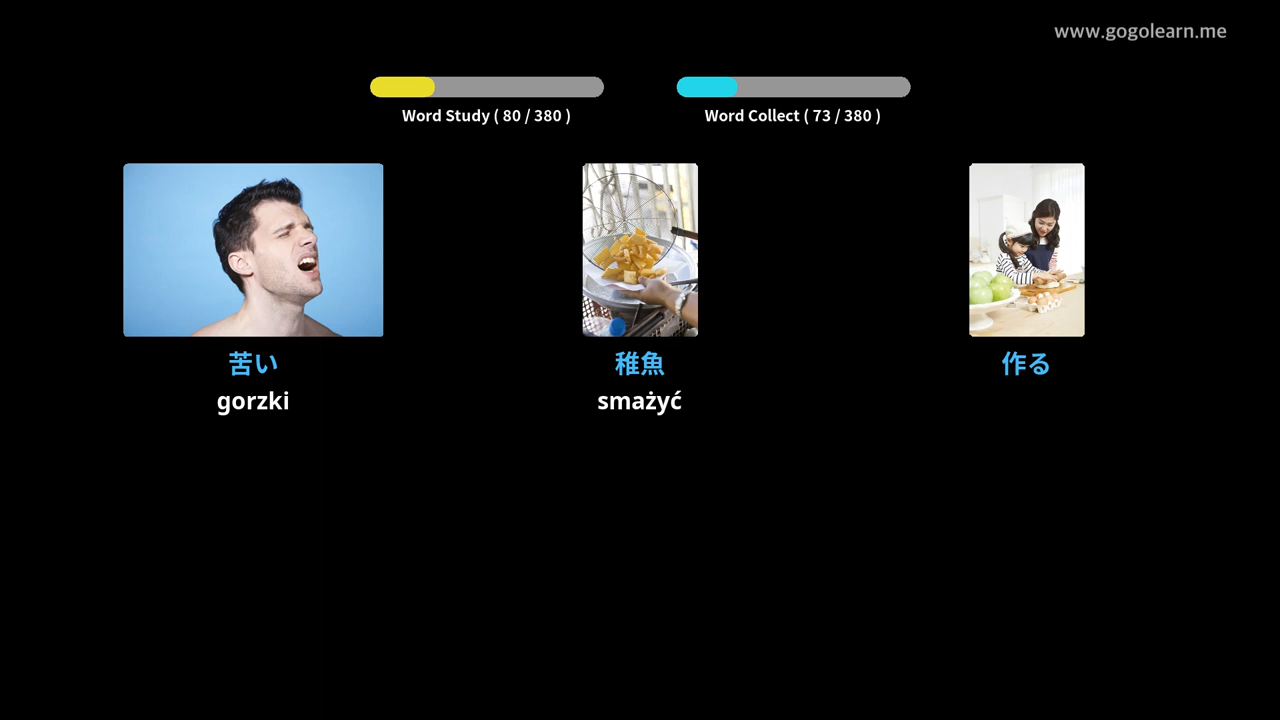 www.gogolearn.me
Word Study ( 80 / 380 )
Word Collect ( 73 / 380 )
苦い
稚魚
作る
gorzki
smażyć